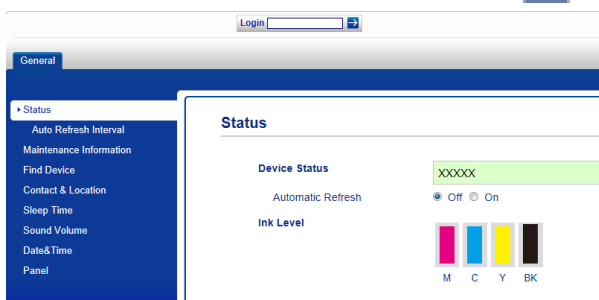 Login
General
Status
Auto Refresh Interval
Maintenance Information
Find Device
Contact & Location
Sleep Time
Sound Volume
Date&Time
Panel
Status
Device Status XXXXX
Automatic Refresh Off On
Ink Level
M C Y BK